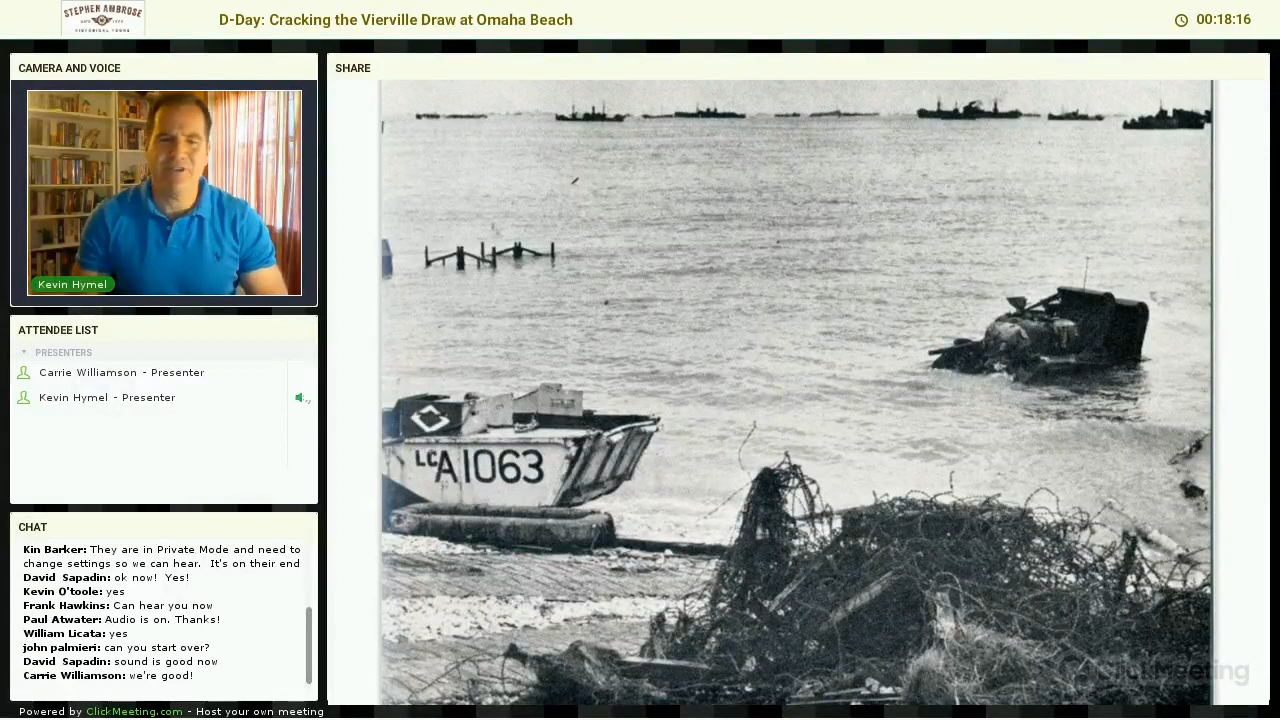 STEPHEN AMBROSE
HISTORICAL TOURS
D-Day: Cracking the Vierville Draw at Omaha Beach
00:18:16
CAMERA AND VOICE
SHARE
Kevin Hymel
ATTENDEE LIST
PRESENTERS
Carrie Williamson - Presenter
Kevin Hymel - Presenter
CHAT
Kin Barker: They are in Private Mode and need to
change settings so we can hear. It's on their end
David Sapadin: ok now! Yes!
Kevin O'toole: yes
Frank Hawkins: Can hear you now
Paul Atwater: Audio is on. Thanks!
William Licata: yes
john palmieri: can you start over?
David Sapadin: sound is good now
Carrie Williamson: we're good!
LCA1063
ClickMeeting
Powered by ClickMeeting.com - Host your own meeting